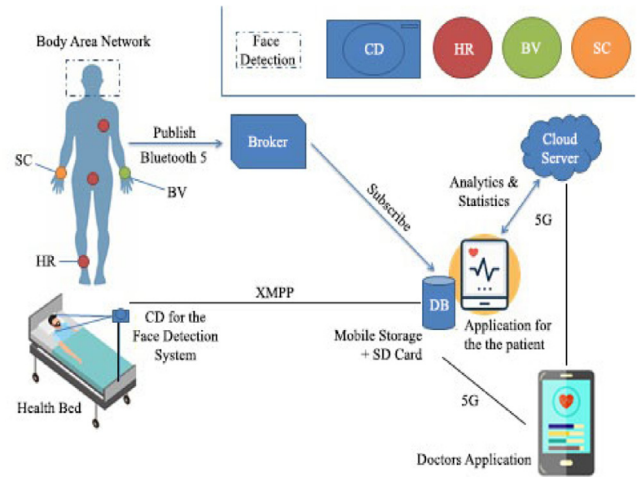 Body Area Network
Face
Detection
CD
HR
BV
SC
Publish
Bluetooth 5
Broker
Cloud
Server
SC
BV
Subscribe
Analytics &
Statistics
5G
HR
XMPP
DB
CD for the
Face Detection
System
Mobile Storage
+ SD Card
Application for
the the patient
Health Bed
5G
Doctors Application